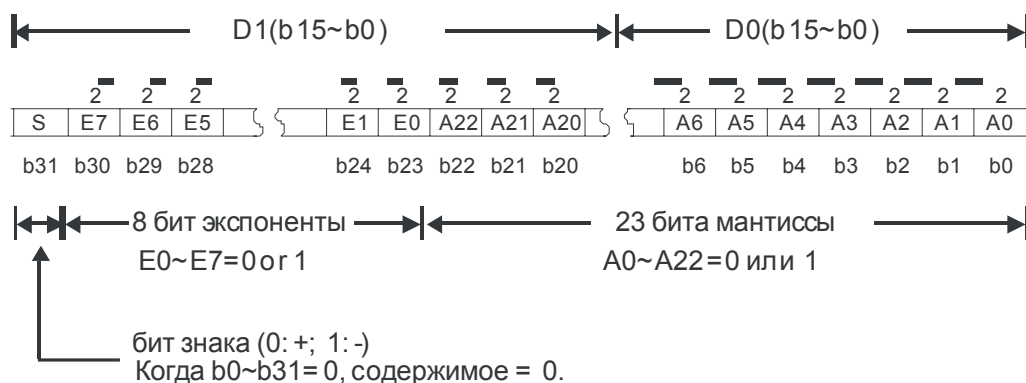 D1(b15~b0) D0(b15~b0)
2 2 2 2 2 2 2 2 2 2 2 2 2 2 2
S E7 E6 E5 E1 E0 A22 A21 A20 A6 A5 A4 A3 A2 A1 A0
b31 b30 b29 b28 b24 b23 b22 b21 b20 b6 b5 b4 b3 b2 b1 b0
8 бит экспоненты 23 бита мантиссы
E0~E7=0 or 1 A0~A22=0 или 1
бит знака (0: +; 1: -)
Когда b0~b31= 0, содержимое = 0.